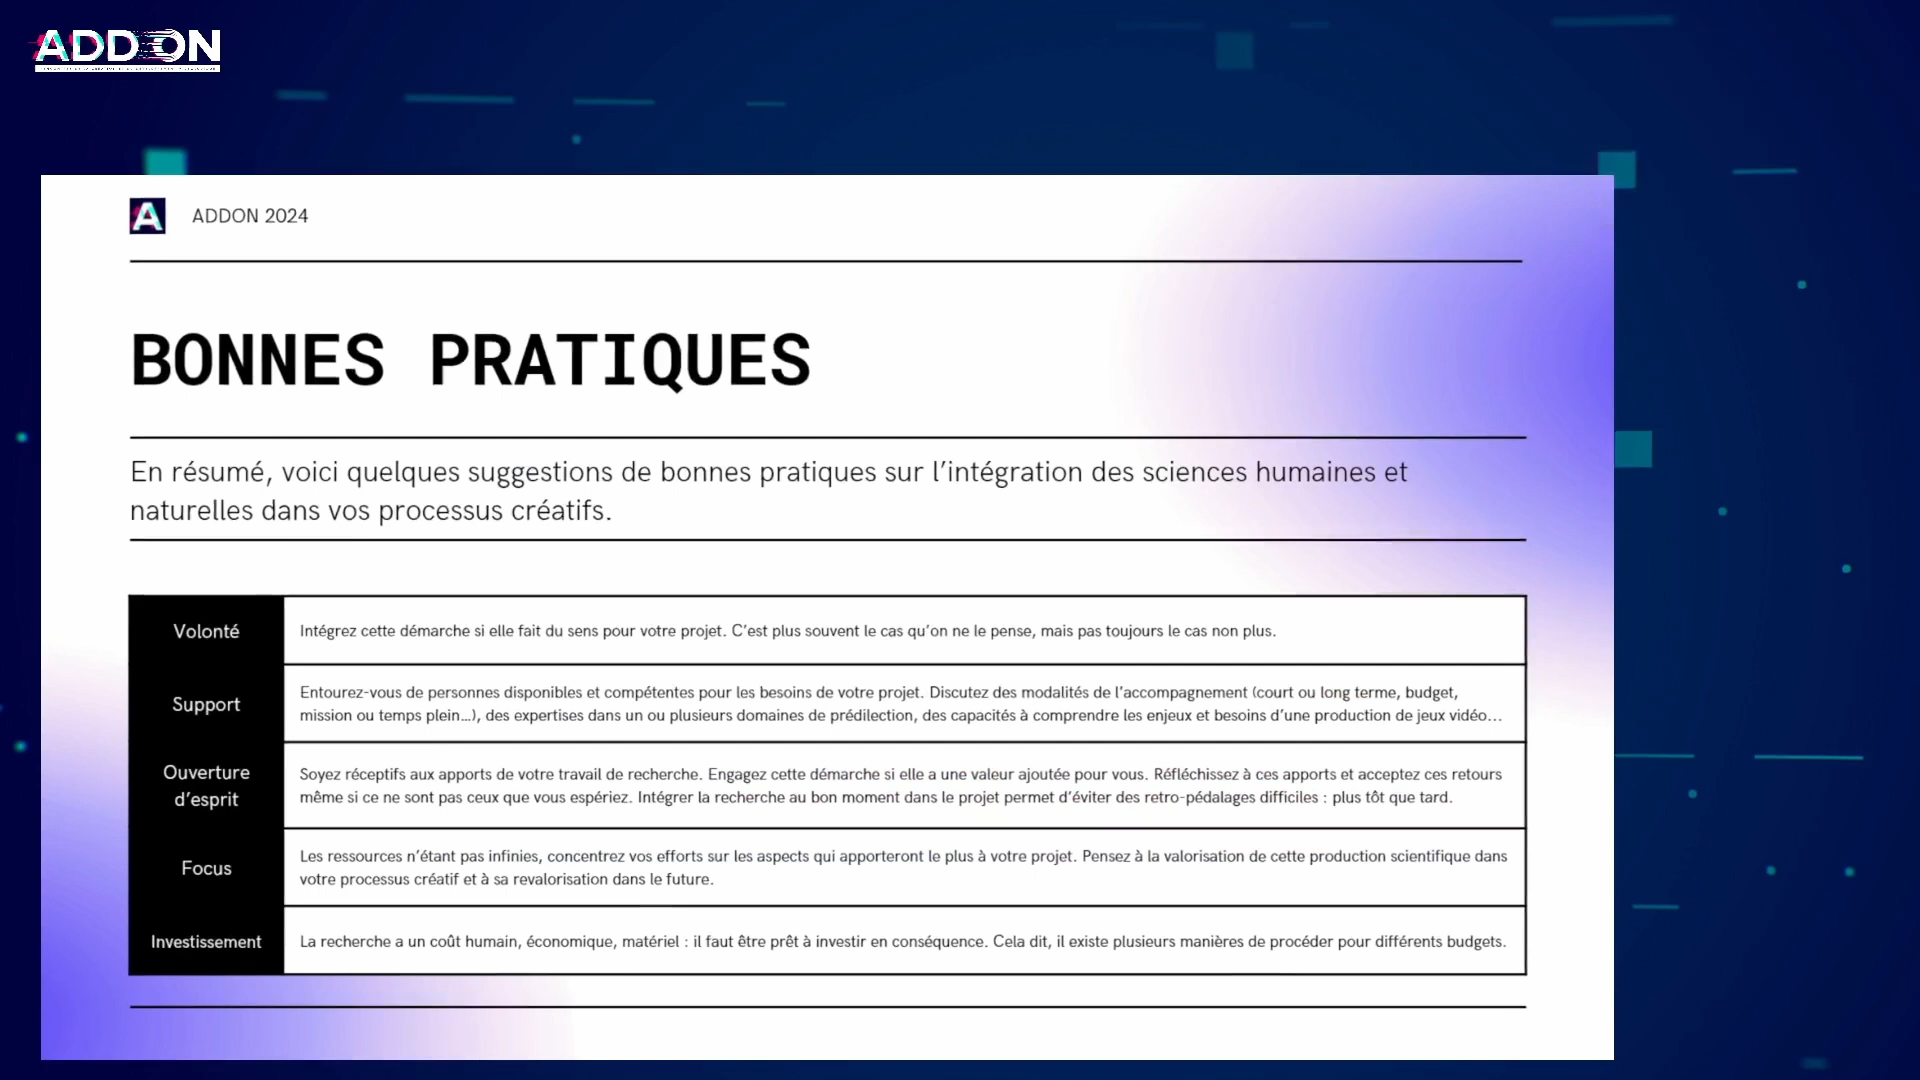 ADDON
ADDON 2024
BONNES PRATIQUES
En résumé, voici quelques suggestions de bonnes pratiques sur l’intégration des sciences humaines et
naturelles dans vos processus créatifs.
Volonté
Intégrez cette démarche si elle fait du sens pour votre projet. C’est plus souvent le cas qu’on ne le pense, mais pas toujours le cas non plus.
Support
Entourez-vous de personnes disponibles et compétentes pour les besoins de votre projet. Discutez des modalités de l’accompagnement (court ou long terme, budget,
mission ou temps plein…), des expertises dans un ou plusieurs domaines de prédilection, des capacités à comprendre les enjeux et besoins d’une production de jeux vidéo…
Ouverture
d’esprit
Soyez réceptifs aux apports de votre travail de recherche. Engagez cette démarche si elle a une valeur ajoutée pour vous. Réfléchissez à ces apports et acceptez ces retours
même si ce ne sont pas ceux que vous espériez. Intégrer la recherche au bon moment dans le projet permet d’éviter des retro-pédalages difficiles : plus tôt que tard.
Focus
Les ressources n’étant pas infinies, concentrez vos efforts sur les aspects qui apporteront le plus à votre projet. Pensez à la valorisation de cette production scientifique dans
votre processus créatif et à sa revalorisation dans le future.
Investissement
La recherche a un coût humain, économique, matériel : il faut être prêt à investir en conséquence. Cela dit, il existe plusieurs manières de procéder pour différents budgets.